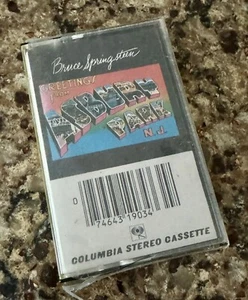 Bruce Springsteen
GREETINGS
FROM
ASBURY
PARK
N.J.
0
74643 19034
COLUMBIA STEREO CASSETTE